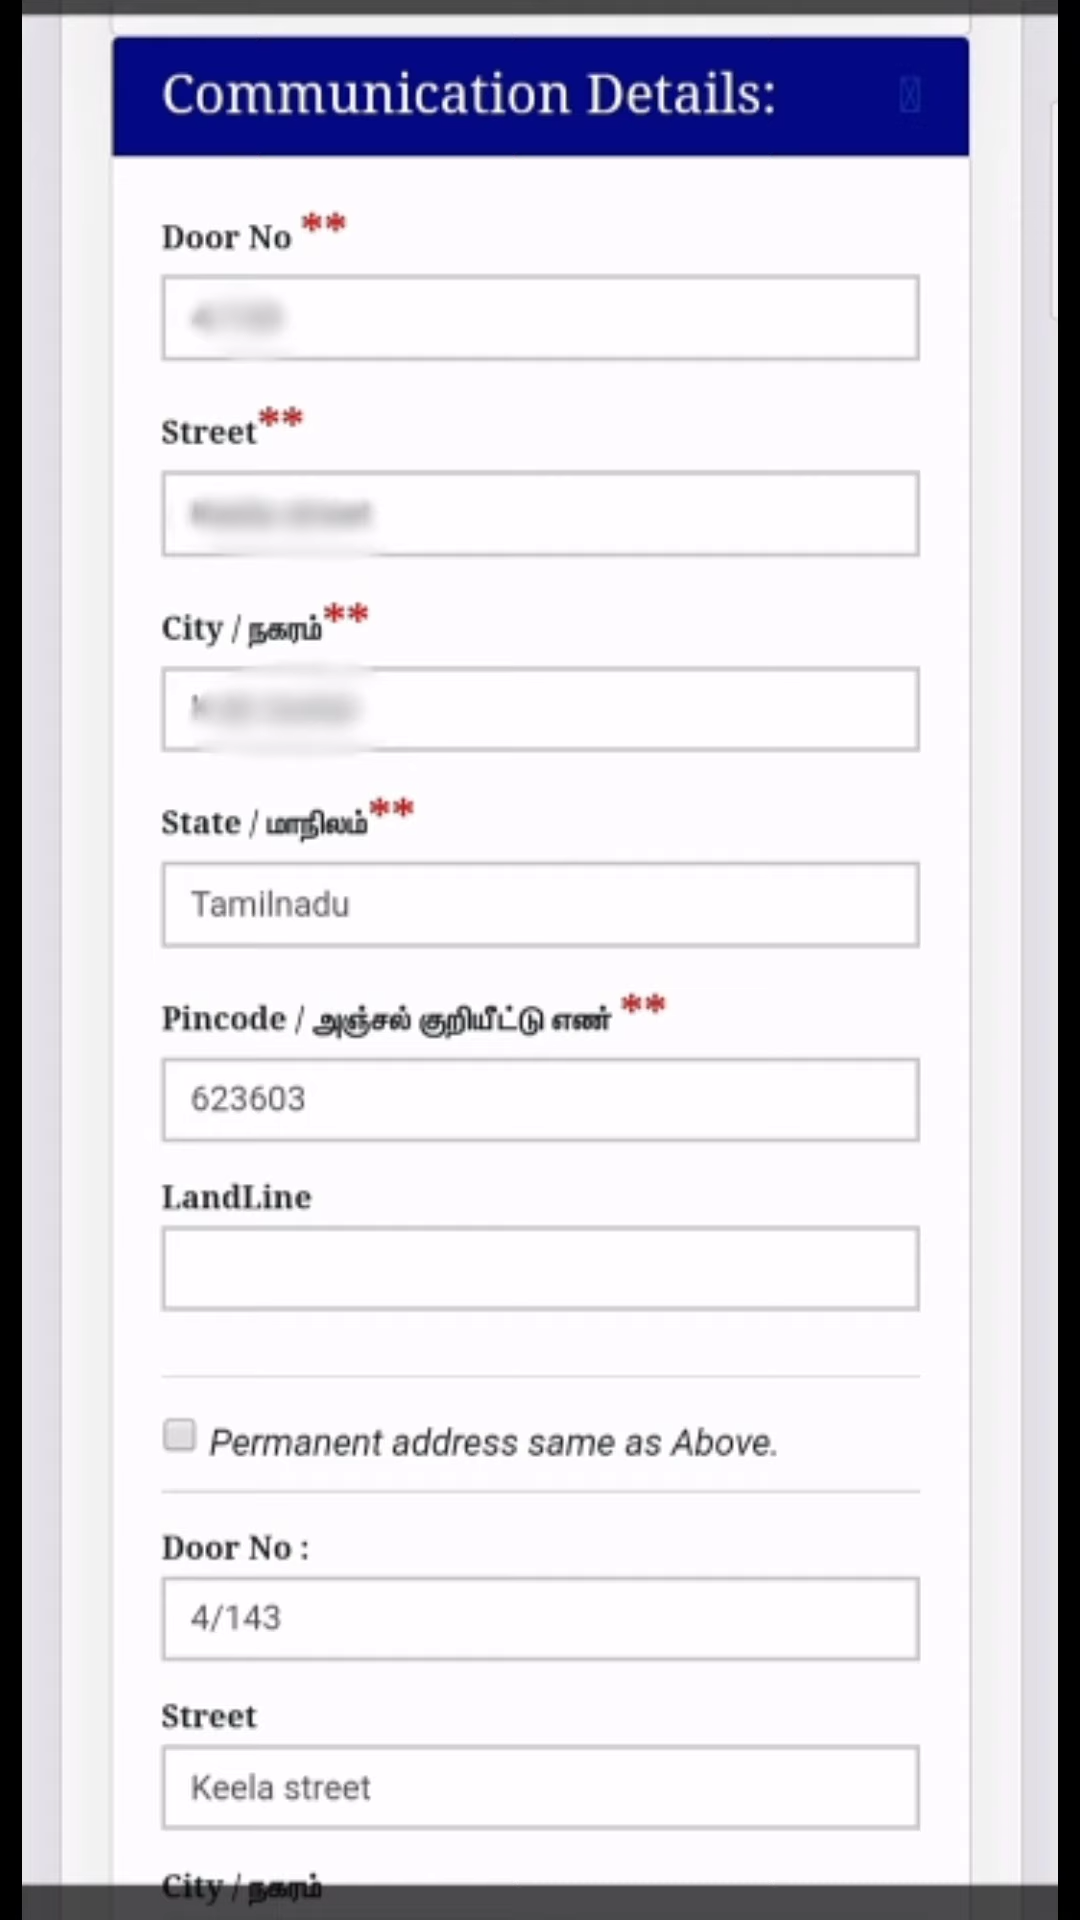 Communication Details:
Door No **
Street**
City / நகரம்**
State / மாநிலம்**
Tamilnadu
Pincode / அஞ்சல் குறியீட்டு எண் **
623603
LandLine
Permanent address same as Above.
Door No :
4/143
Street
Keela street
City / நகரம்